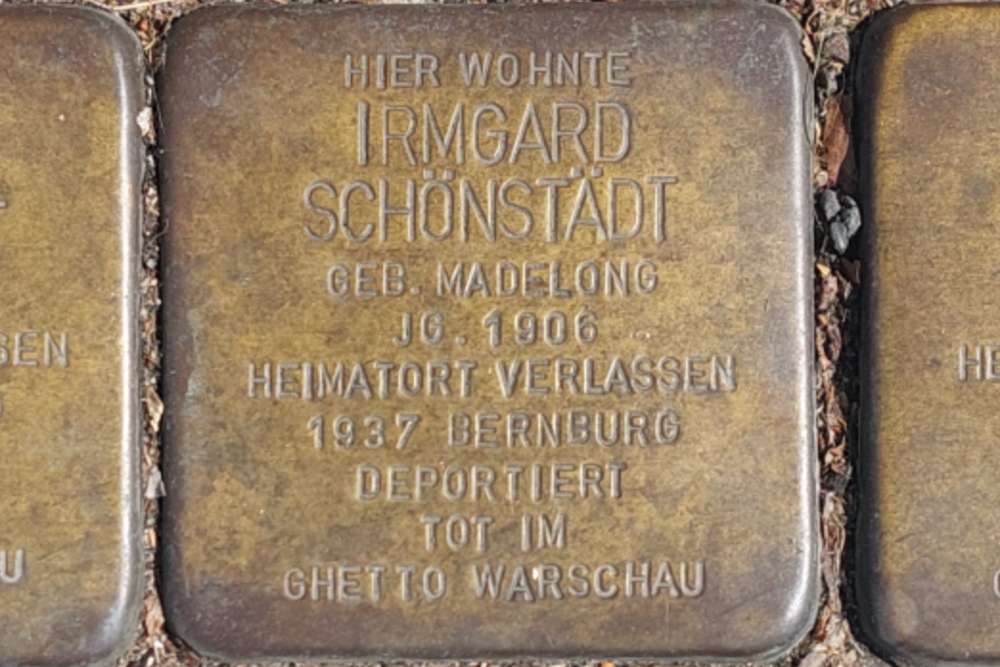 HIER WOHNTE
IRMGARD
SCHÖNSTÄDT
GEB. MADELONG
JG. 1906
HEIMATORT VERLASSEN
1937 BERNBURG
DEPORTIERT
TOT IM
GHETTO WARSCHAU